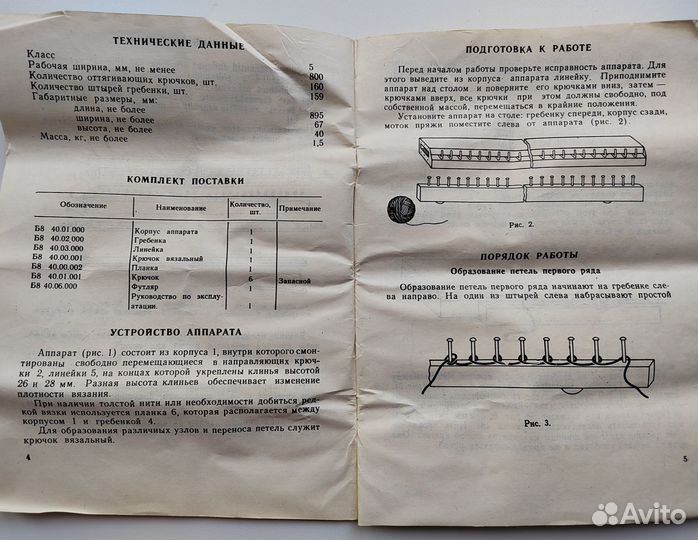 ТЕХНИЧЕСКИЕ ДАННЫЕ
Класс 5
Рабочая ширина, мм, не менее 800
Количество оттягивающих крючков, шт. 160
Количество штырей гребенки, шт. 159
Габаритные размеры, мм:
длина, не более 895
ширина, не более 67
высота, не более 40
Масса, кг, не более 1,5
КОМПЛЕКТ ПОСТАВКИ
Обозначение Наименование Количество, шт. Примечание
Б8 40.01.000 Корпус аппарата 1
Б8 40.02.000 Гребенка 1
Б8 40.03.000 Линейка 1
Б8 40.00.001 Крючок вязальный 1
Б8 40.00.002 Планка 1
Б8 40.01.001 Крючок 6 Запасной
Б8 40.06.000 Футляр 1
Руководство по эксплу-
атации. 1
УСТРОЙСТВО АППАРАТА
Аппарат (рис. 1) состоит из корпуса 1, внутри которого смон-
тированы свободно перемещающиеся в направляющих крюч-
ки 2, линейки 5, на концах которой укреплены клинья высотой
26 и 28 мм. Разная высота клиньев обеспечивает изменение
плотности вязания.
При наличии толстой нити или необходимости добиться ред-
кой вязки используется планка 6, которая располагается между
корпусом 1 и гребенкой 4.
Для образования различных узлов и переноса петель служит
крючок вязальный.
4
ПОДГОТОВКА К РАБОТЕ
Перед началом работы проверьте исправность аппарата. Для
этого выведите из корпуса аппарата линейку. Приподнимите
аппарат над столом и поверните его крючками вниз, затем —
крючками вверх, все крючки при этом должны свободно, под
собственной массой, перемещаться в крайние положения.
Установите аппарат на столе: гребенку спереди, корпус сзади,
моток пряжи поместите слева от аппарата (рис. 2).
Рис. 2.
ПОРЯДОК РАБОТЫ
Образование петель первого ряда
Образование петель первого ряда начинают на гребенке сле-
ва направо. На один из штырей слева набрасывают простой
Рис. 3.
5
Avito